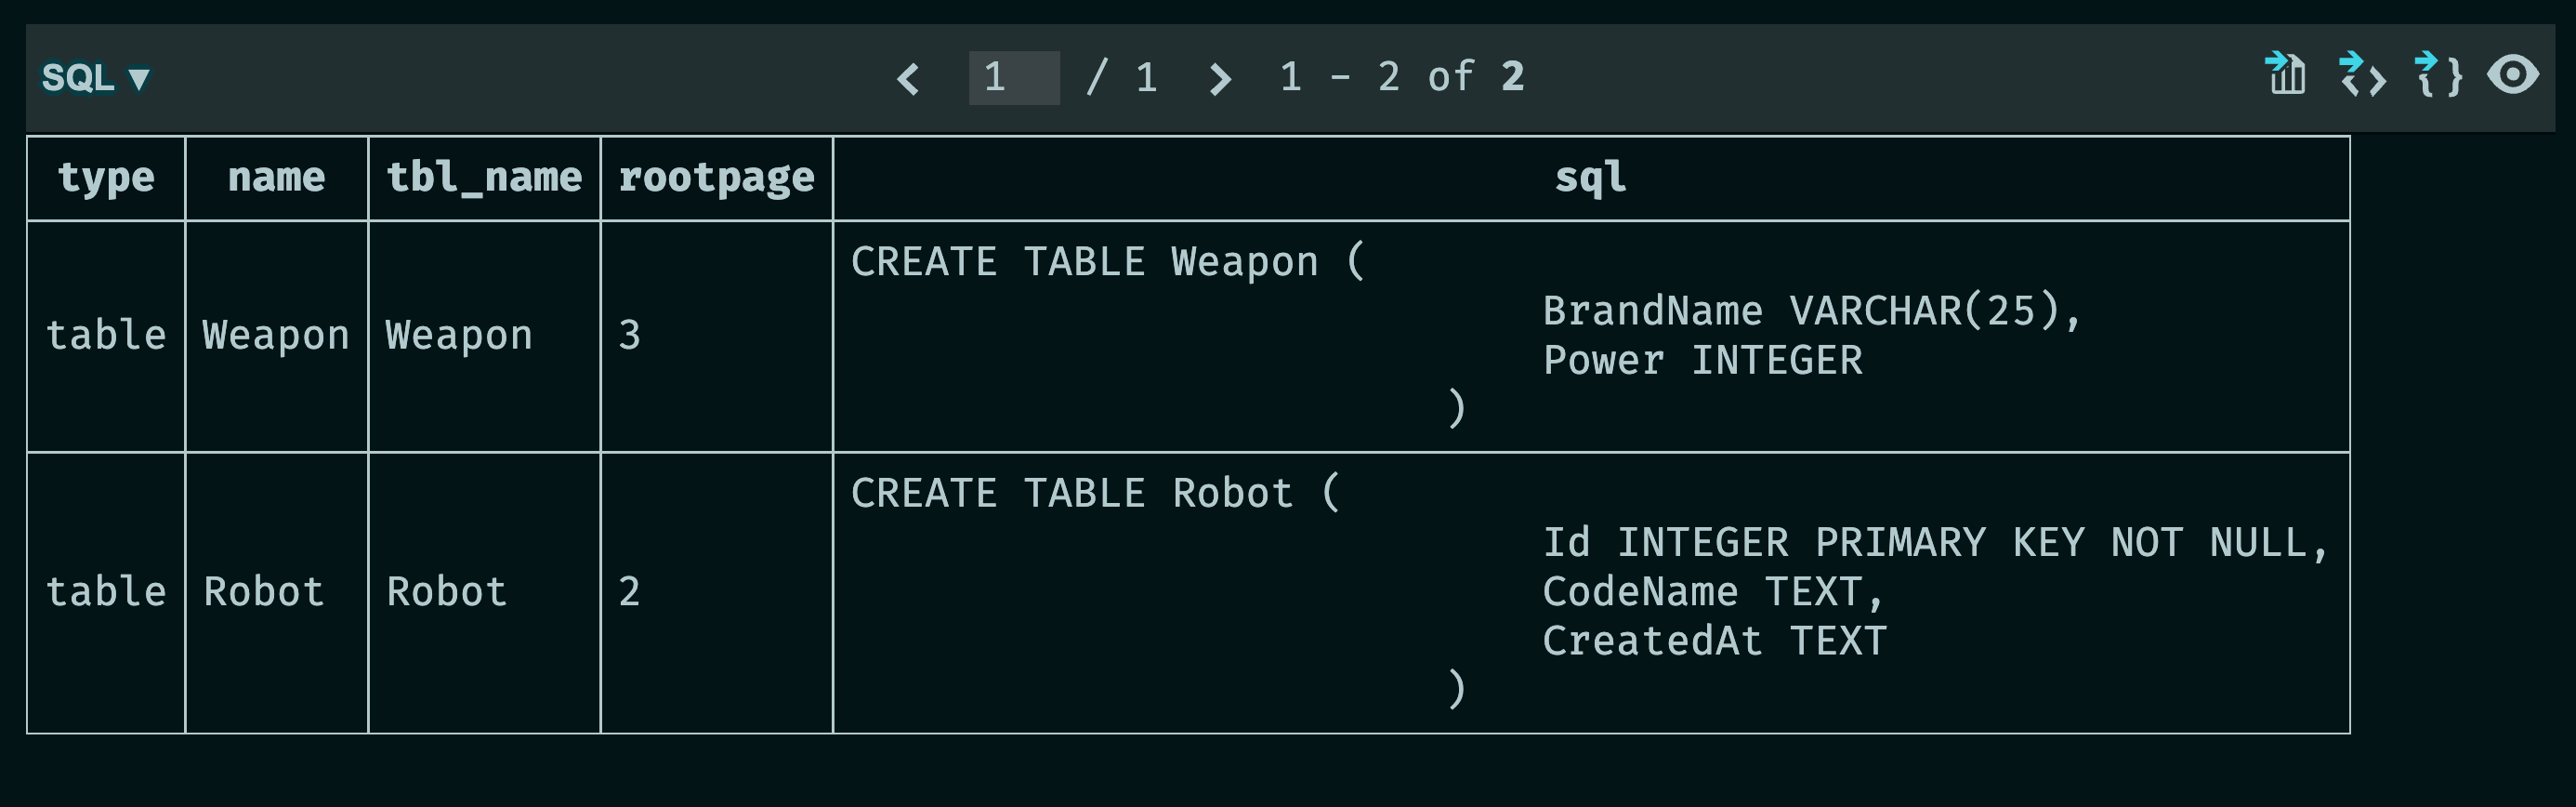 SQL ▼ 1 / 1 1 - 2 of 2
type name tbl_name rootpage sql
table Weapon Weapon 3 CREATE TABLE Weapon (
BrandName VARCHAR(25),
Power INTEGER
)
table Robot Robot 2 CREATE TABLE Robot (
Id INTEGER PRIMARY KEY NOT NULL,
CodeName TEXT,
CreatedAt TEXT
)